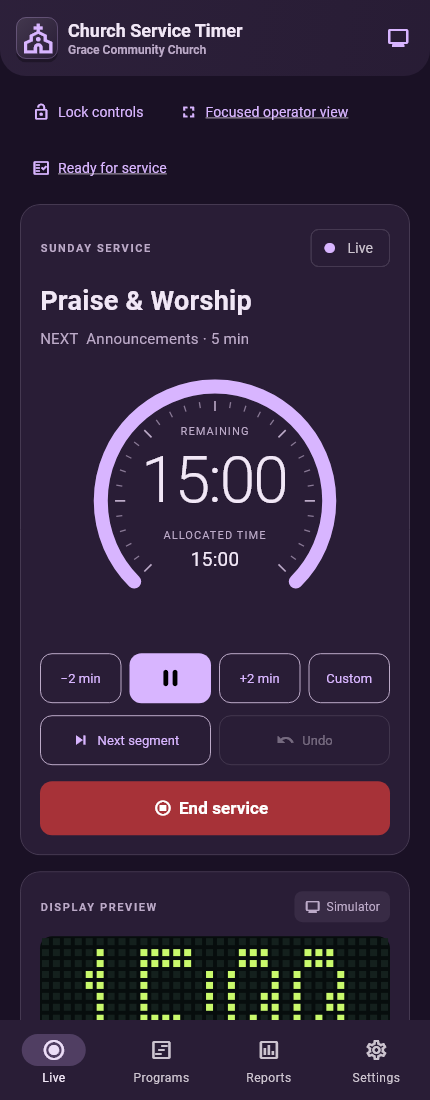 Church Service Timer
Grace Community Church
Lock controls
Focused operator view
Ready for service
SUNDAY SERVICE
Live
Praise & Worship
NEXT Announcements · 5 min
REMAINING
15:00
ALLOCATED TIME
15:00
−2 min
+2 min
Custom
Next segment
Undo
End service
DISPLAY PREVIEW
Simulator
Live
Programs
Reports
Settings